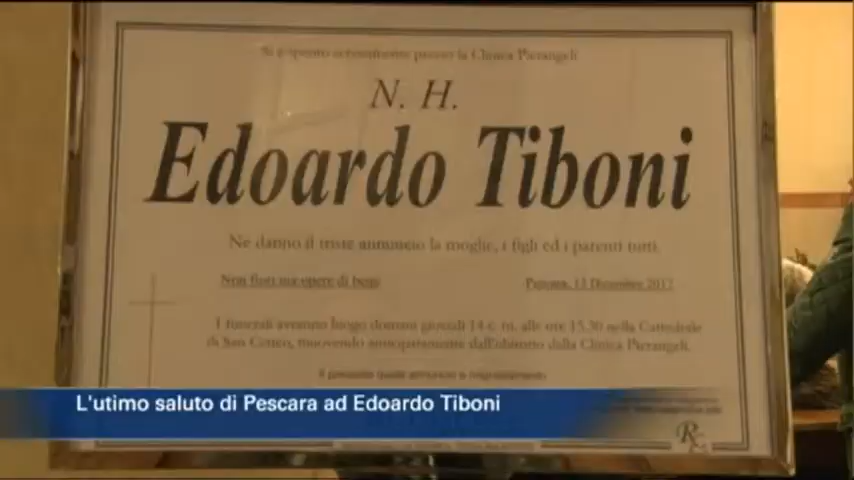 Si è spento serenamente presso la Clinica Pierangeli
N. H.
Edoardo Tiboni
Ne danno il triste annuncio la moglie, i figli ed i parenti tutti.
Non fiori ma opere di bene
Pescara, 13 Dicembre 2017
I funerali avranno luogo domani giovedì 14 c. m. alle ore 15,30 nella Cattedrale
di San Cetteo, muovendo anticipatamente dall'obitorio della Clinica Pierangeli.
Il presente vale
L'utimo saluto di Pescara ad Edoardo Tiboni